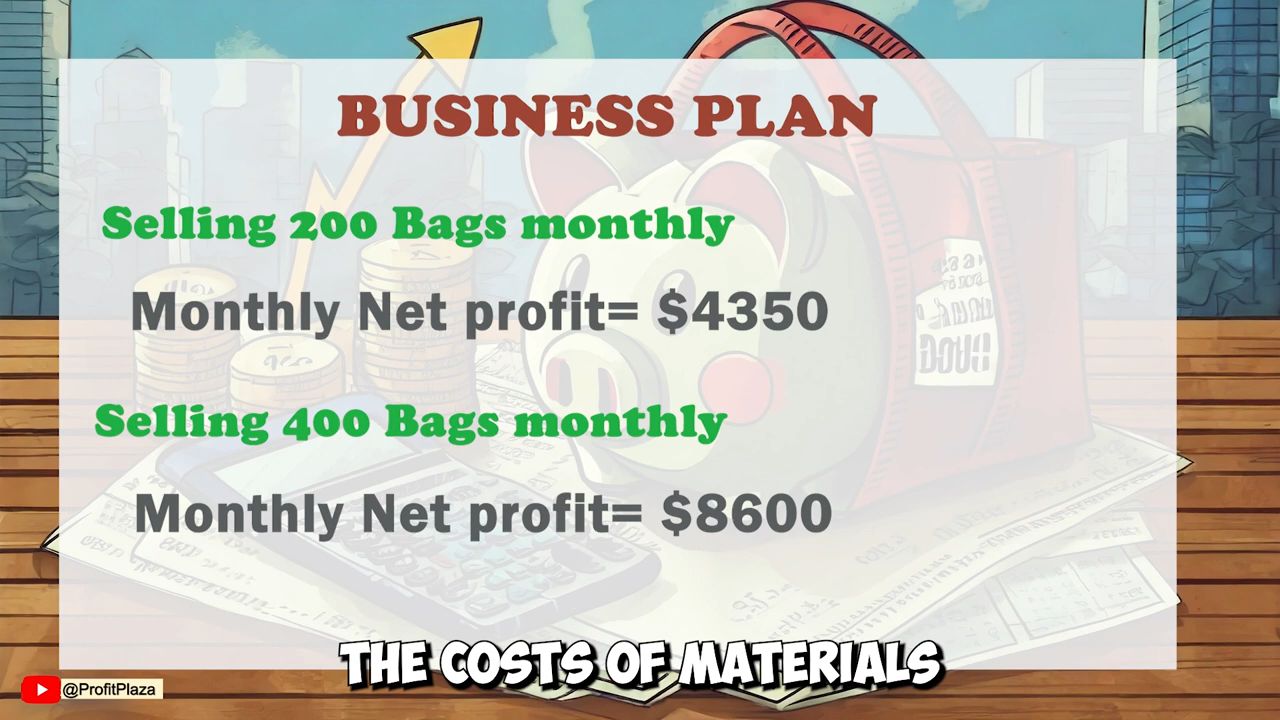 BUSINESS PLAN
Selling 200 Bags monthly
Monthly Net profit= $4350
Selling 400 Bags monthly
Monthly Net profit= $8600
THE COSTS OF MATERIALS
@ProfitPlaza